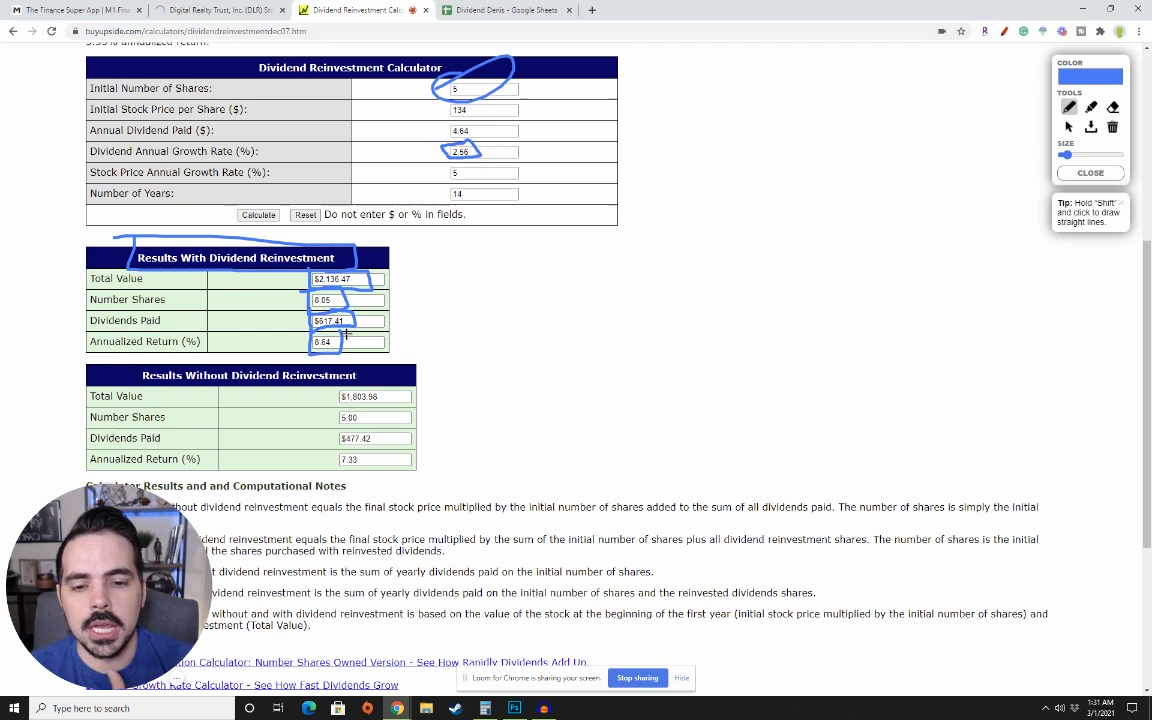 The Finance Super App | M1 Fin
Digital Realty Trust, Inc. (DLR) St
Dividend Reinvestment Calc
Dividend Denis - Google Sheets
buyupside.com/calculators/dividendreinvestmentdec07.htm
Dividend Reinvestment Calculator
Initial Number of Shares: 5
Initial Stock Price per Share ($): 134
Annual Dividend Paid ($): 4.64
Dividend Annual Growth Rate (%): 2.56
Stock Price Annual Growth Rate (%): 5
Number of Years: 14
Calculate Reset Do not enter $ or % in fields.
Results With Dividend Reinvestment
Total Value $2,136.47
Number Shares 8.05
Dividends Paid $617.41
Annualized Return (%) 8.64
Results Without Dividend Reinvestment
Total Value $1,803.98
Number Shares 5.00
Dividends Paid $477.42
Annualized Return (%) 7.33
Calculator Results and and Computational Notes
without dividend reinvestment equals the final stock price multiplied by the initial number of shares added to the sum of all dividends paid. The number of shares is simply the initial
dividend reinvestment equals the final stock price multiplied by the sum of the initial number of shares plus all dividend reinvestment shares. The number of shares is the initial
the shares purchased with reinvested dividends.
dividend reinvestment is the sum of yearly dividends paid on the initial number of shares.
dividend reinvestment is the sum of yearly dividends paid on the initial number of shares and the reinvested dividends shares.
without and with dividend reinvestment is based on the value of the stock at the beginning of the first year (initial stock price multiplied by the initial number of shares) and
(Total Value).
Calculator: Number Shares Owned Version - See How Rapidly Dividends Add Up.
Growth Rate Calculator - See How Fast Dividends Grow
COLOR
TOOLS
SIZE
CLOSE
Tip: Hold "Shift"
and click to draw
straight lines.
Loom for Chrome is sharing your screen. Stop sharing Hide
Type here to search
1:31 AM
3/1/2021